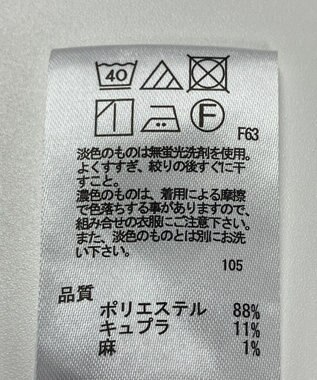 40
F
F63
淡色のものは無蛍光洗剤を使用。
よくすすぎ、絞りの後すぐに干
すこと。
濃色のものは、着用による摩擦
で色落ちする事がありますので、
組み合せの衣服にご注意下さい。
また、淡色のものとは別にお洗
い下さい。
105
品質
ポリエステル 88%
キュプラ 11%
麻 1%